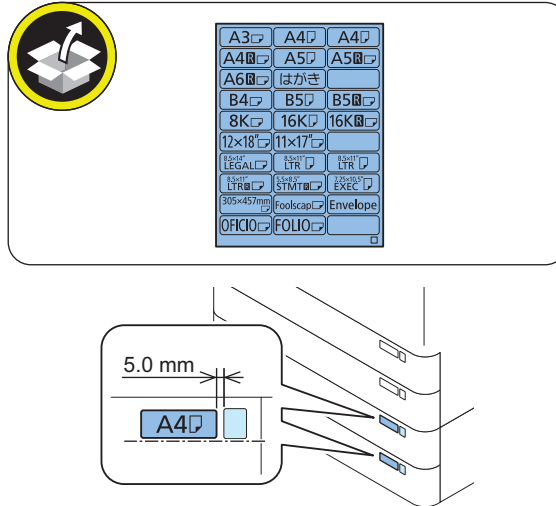 A3 A4 A4
A4R A5 A5R
A6R はがき
B4 B5 B5R
8K 16K 16KR
12×18" 11×17"
8,5×14" 8,5×11" 8,5×11"
LEGAL LTR LTR
8,5×11" 5,5×8,5" 7,25×10,5"
LTRR STMTR EXEC
305×457mm Foolscap Envelope
OFICIO FOLIO
5.0 mm
A4